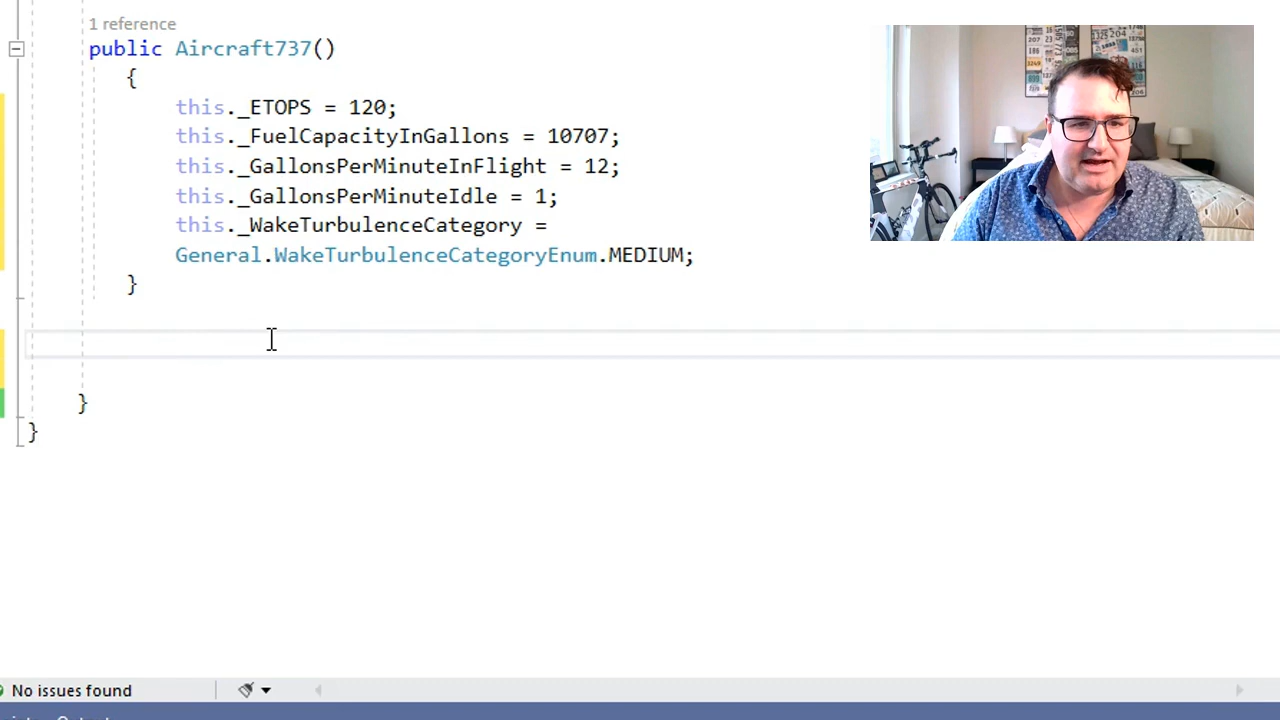 1 reference
public Aircraft737()
{
this._ETOPS = 120;
this._FuelCapacityInGallons = 10707;
this._GallonsPerMinuteInFlight = 12;
this._GallonsPerMinuteIdle = 1;
this._WakeTurbulenceCategory =
General.WakeTurbulenceCategoryEnum.MEDIUM;
}
}
}
No issues found